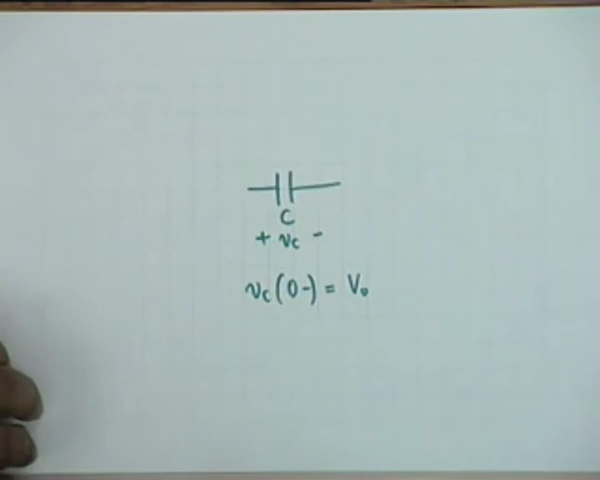 C
+ vc -
vc(0-) = V₀